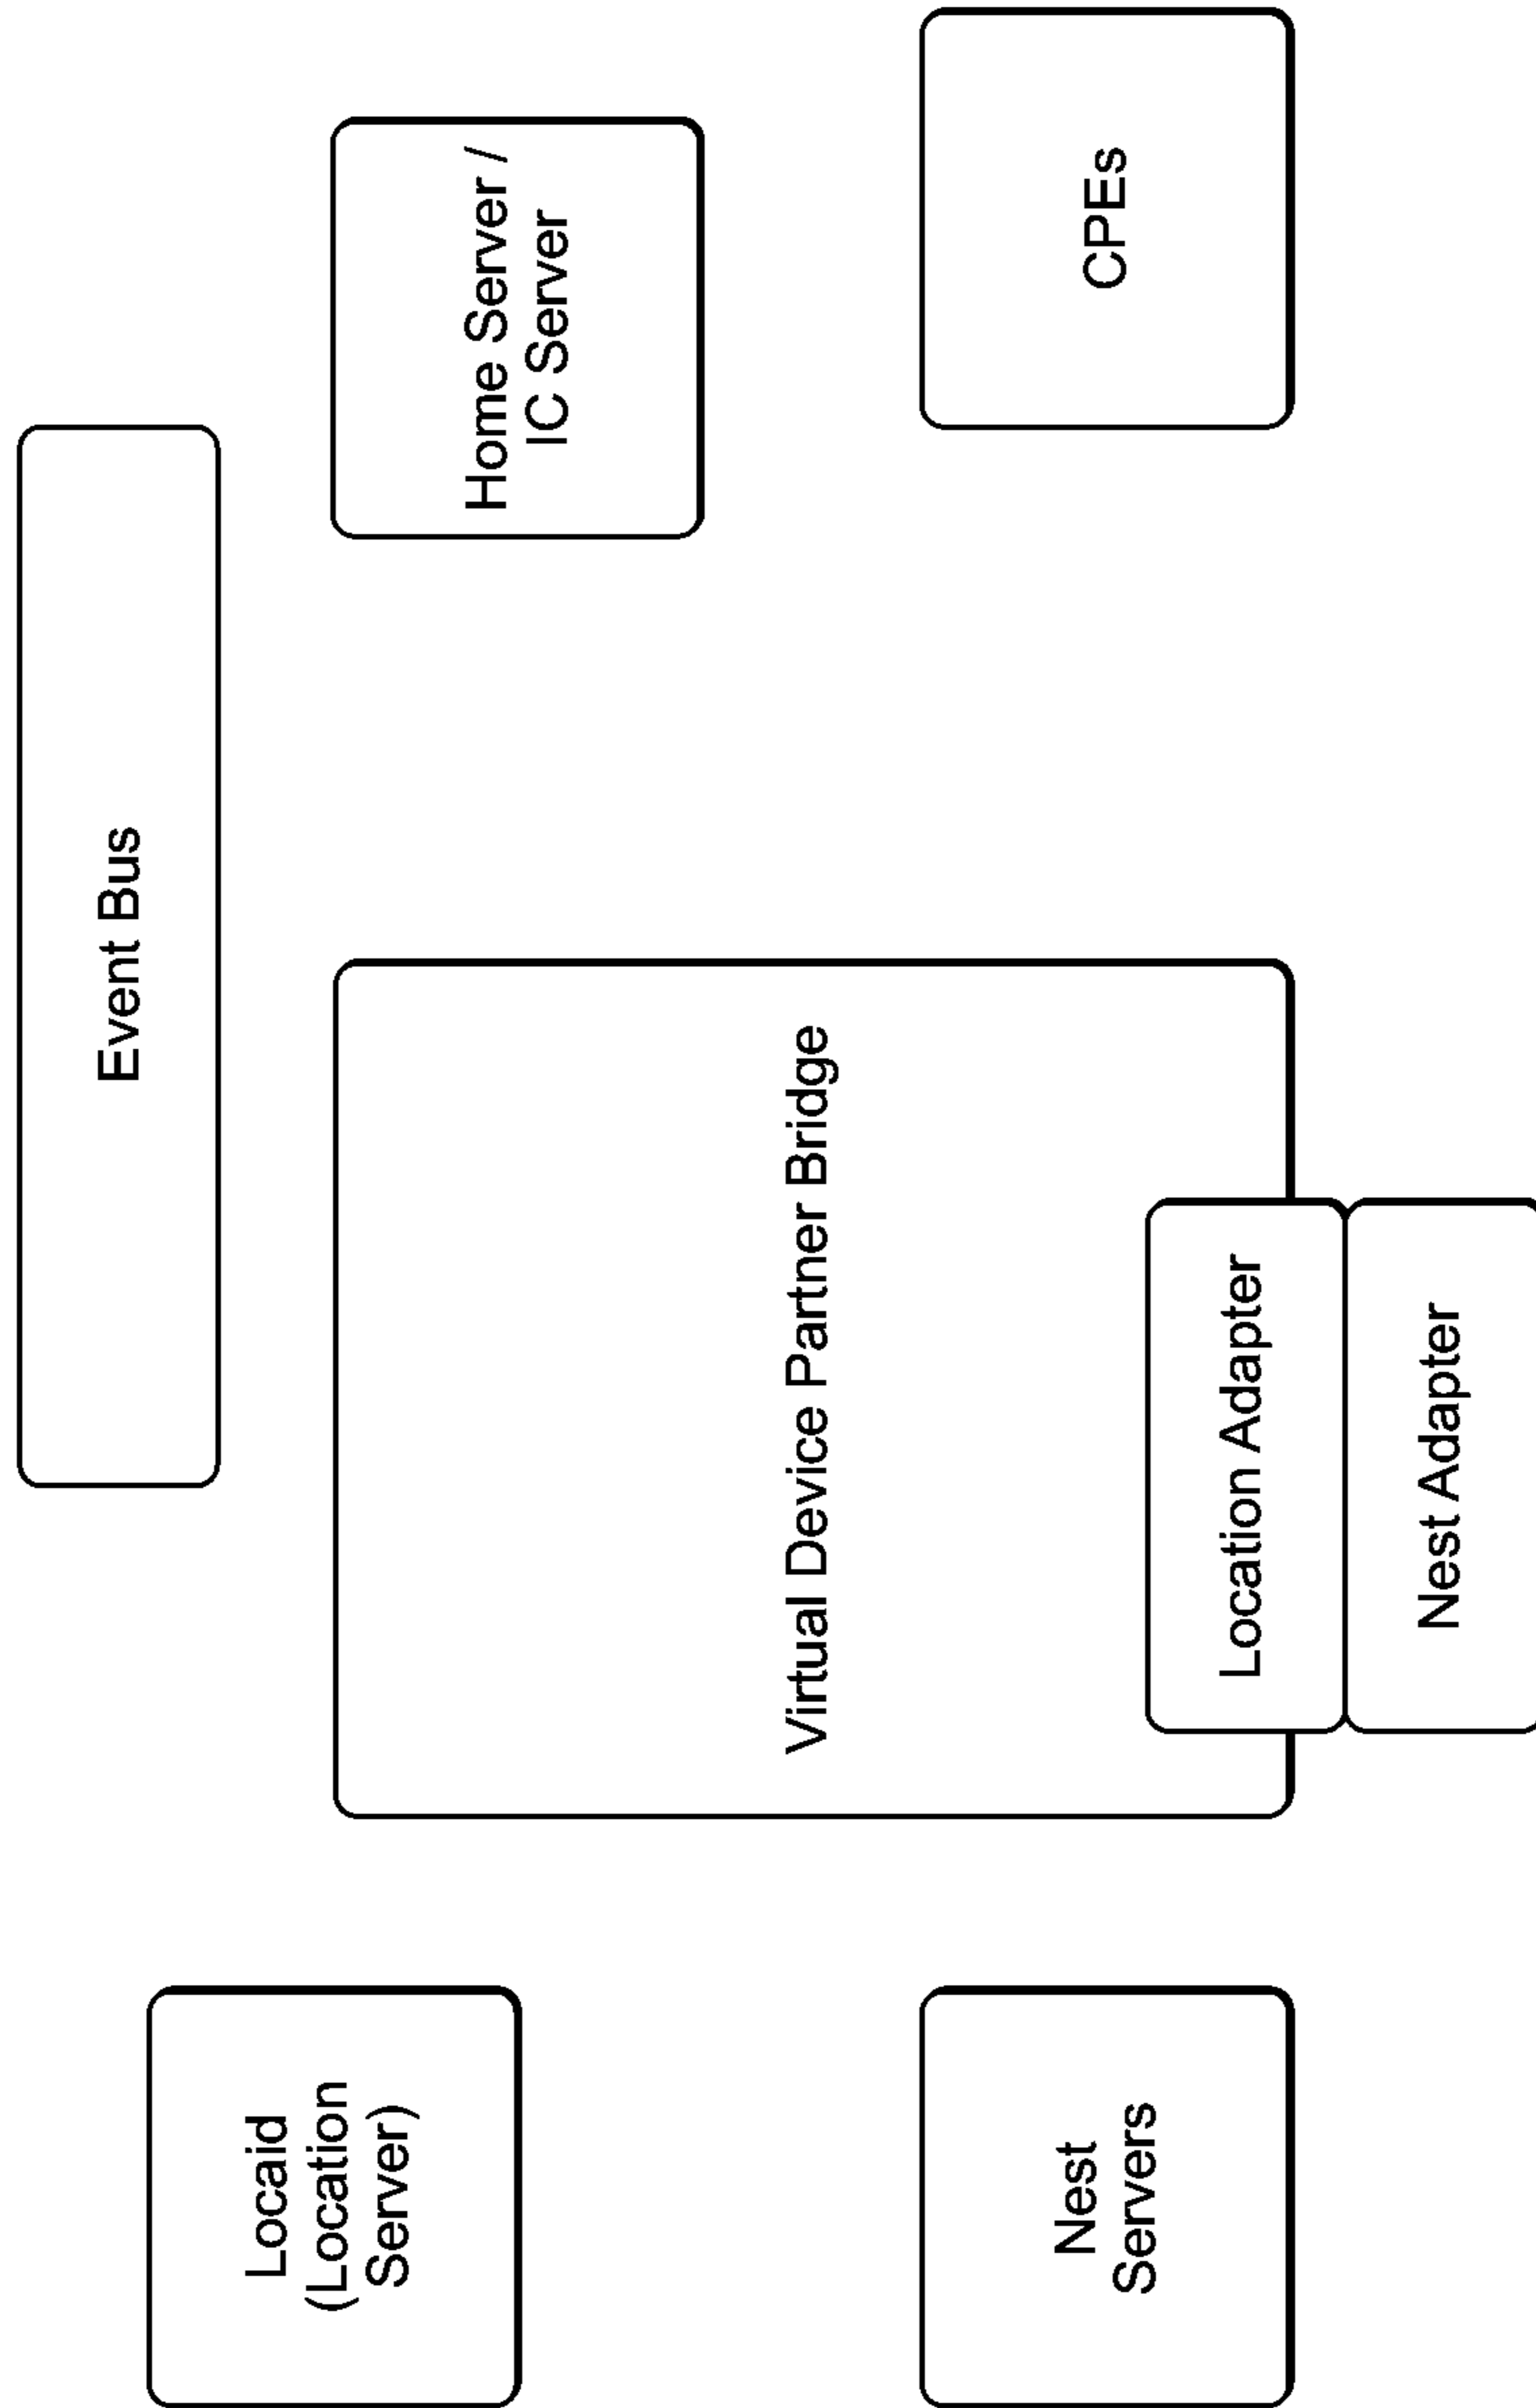 Event Bus
Locaid
(Location
Server)
Virtual Device Partner Bridge
Home Server /
IC Server
Nest
Servers
CPEs
Location Adapter
Nest Adapter